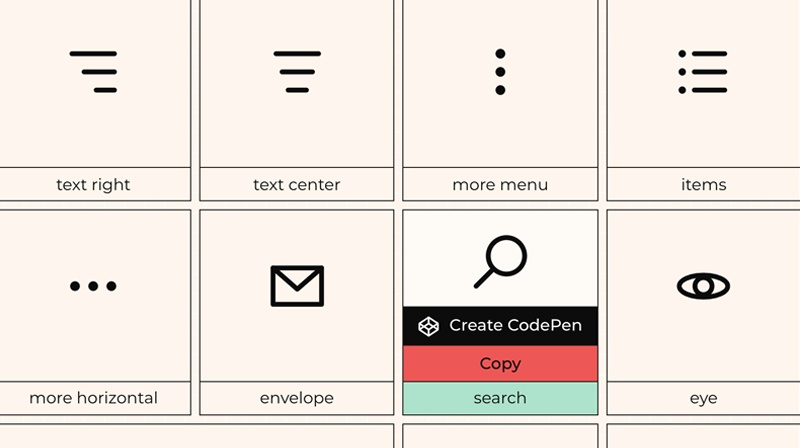 text right
text center
more menu
items
more horizontal
envelope
Create CodePen
Copy
search
eye